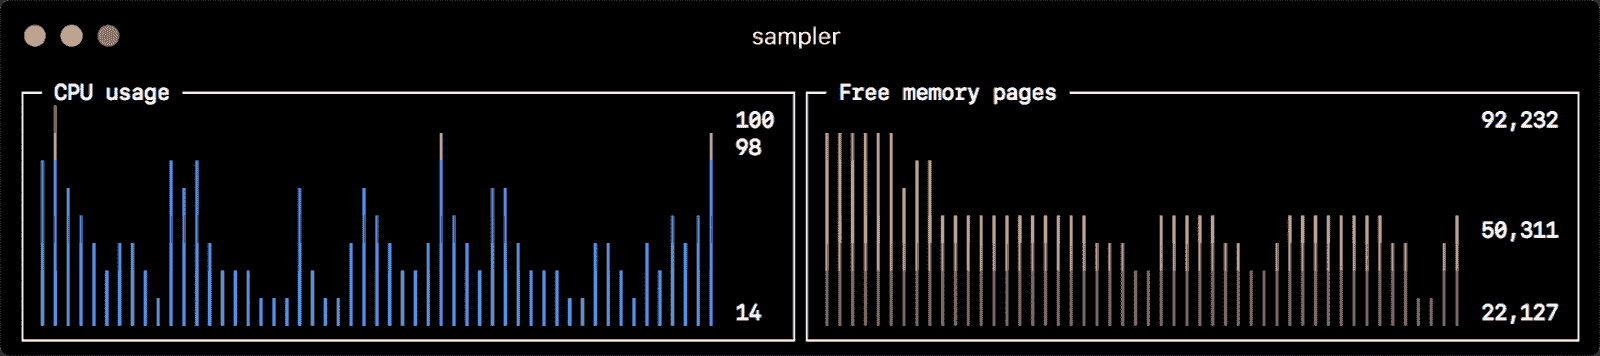 sampler
CPU usage
100
98
14
Free memory pages
92,232
50,311
22,127